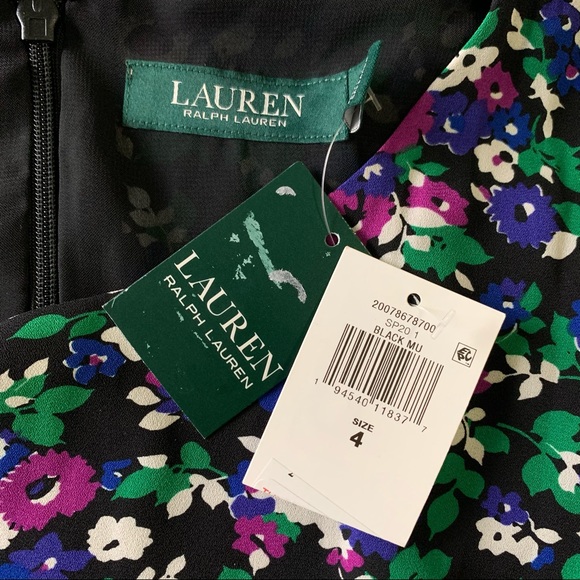 LAUREN
RALPH LAUREN
LAUREN
RALPH LAUREN
20078678700
SP20 1
BLACK MU
1 94540 11837 7
SIZE
4